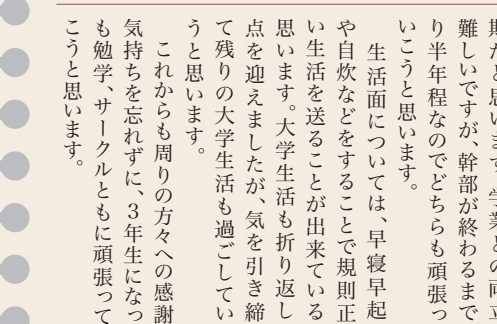 期だと思います。学業との両立
難しいですが、幹部が終わるまで
り半年程なのでどちらも頑張っ
いこうと思います。
生活面については、早寝早起
や自炊などをすることで規則正
い生活を送ることが出来ている
思います。大学生活も折り返し
点を迎えましたが、気を引き締
て残りの大学生活も過ごしてい
うと思います。
これからも周りの方々への感謝
気持ちを忘れずに、3年生になっ
も勉学、サークルともに頑張って
こうと思います。